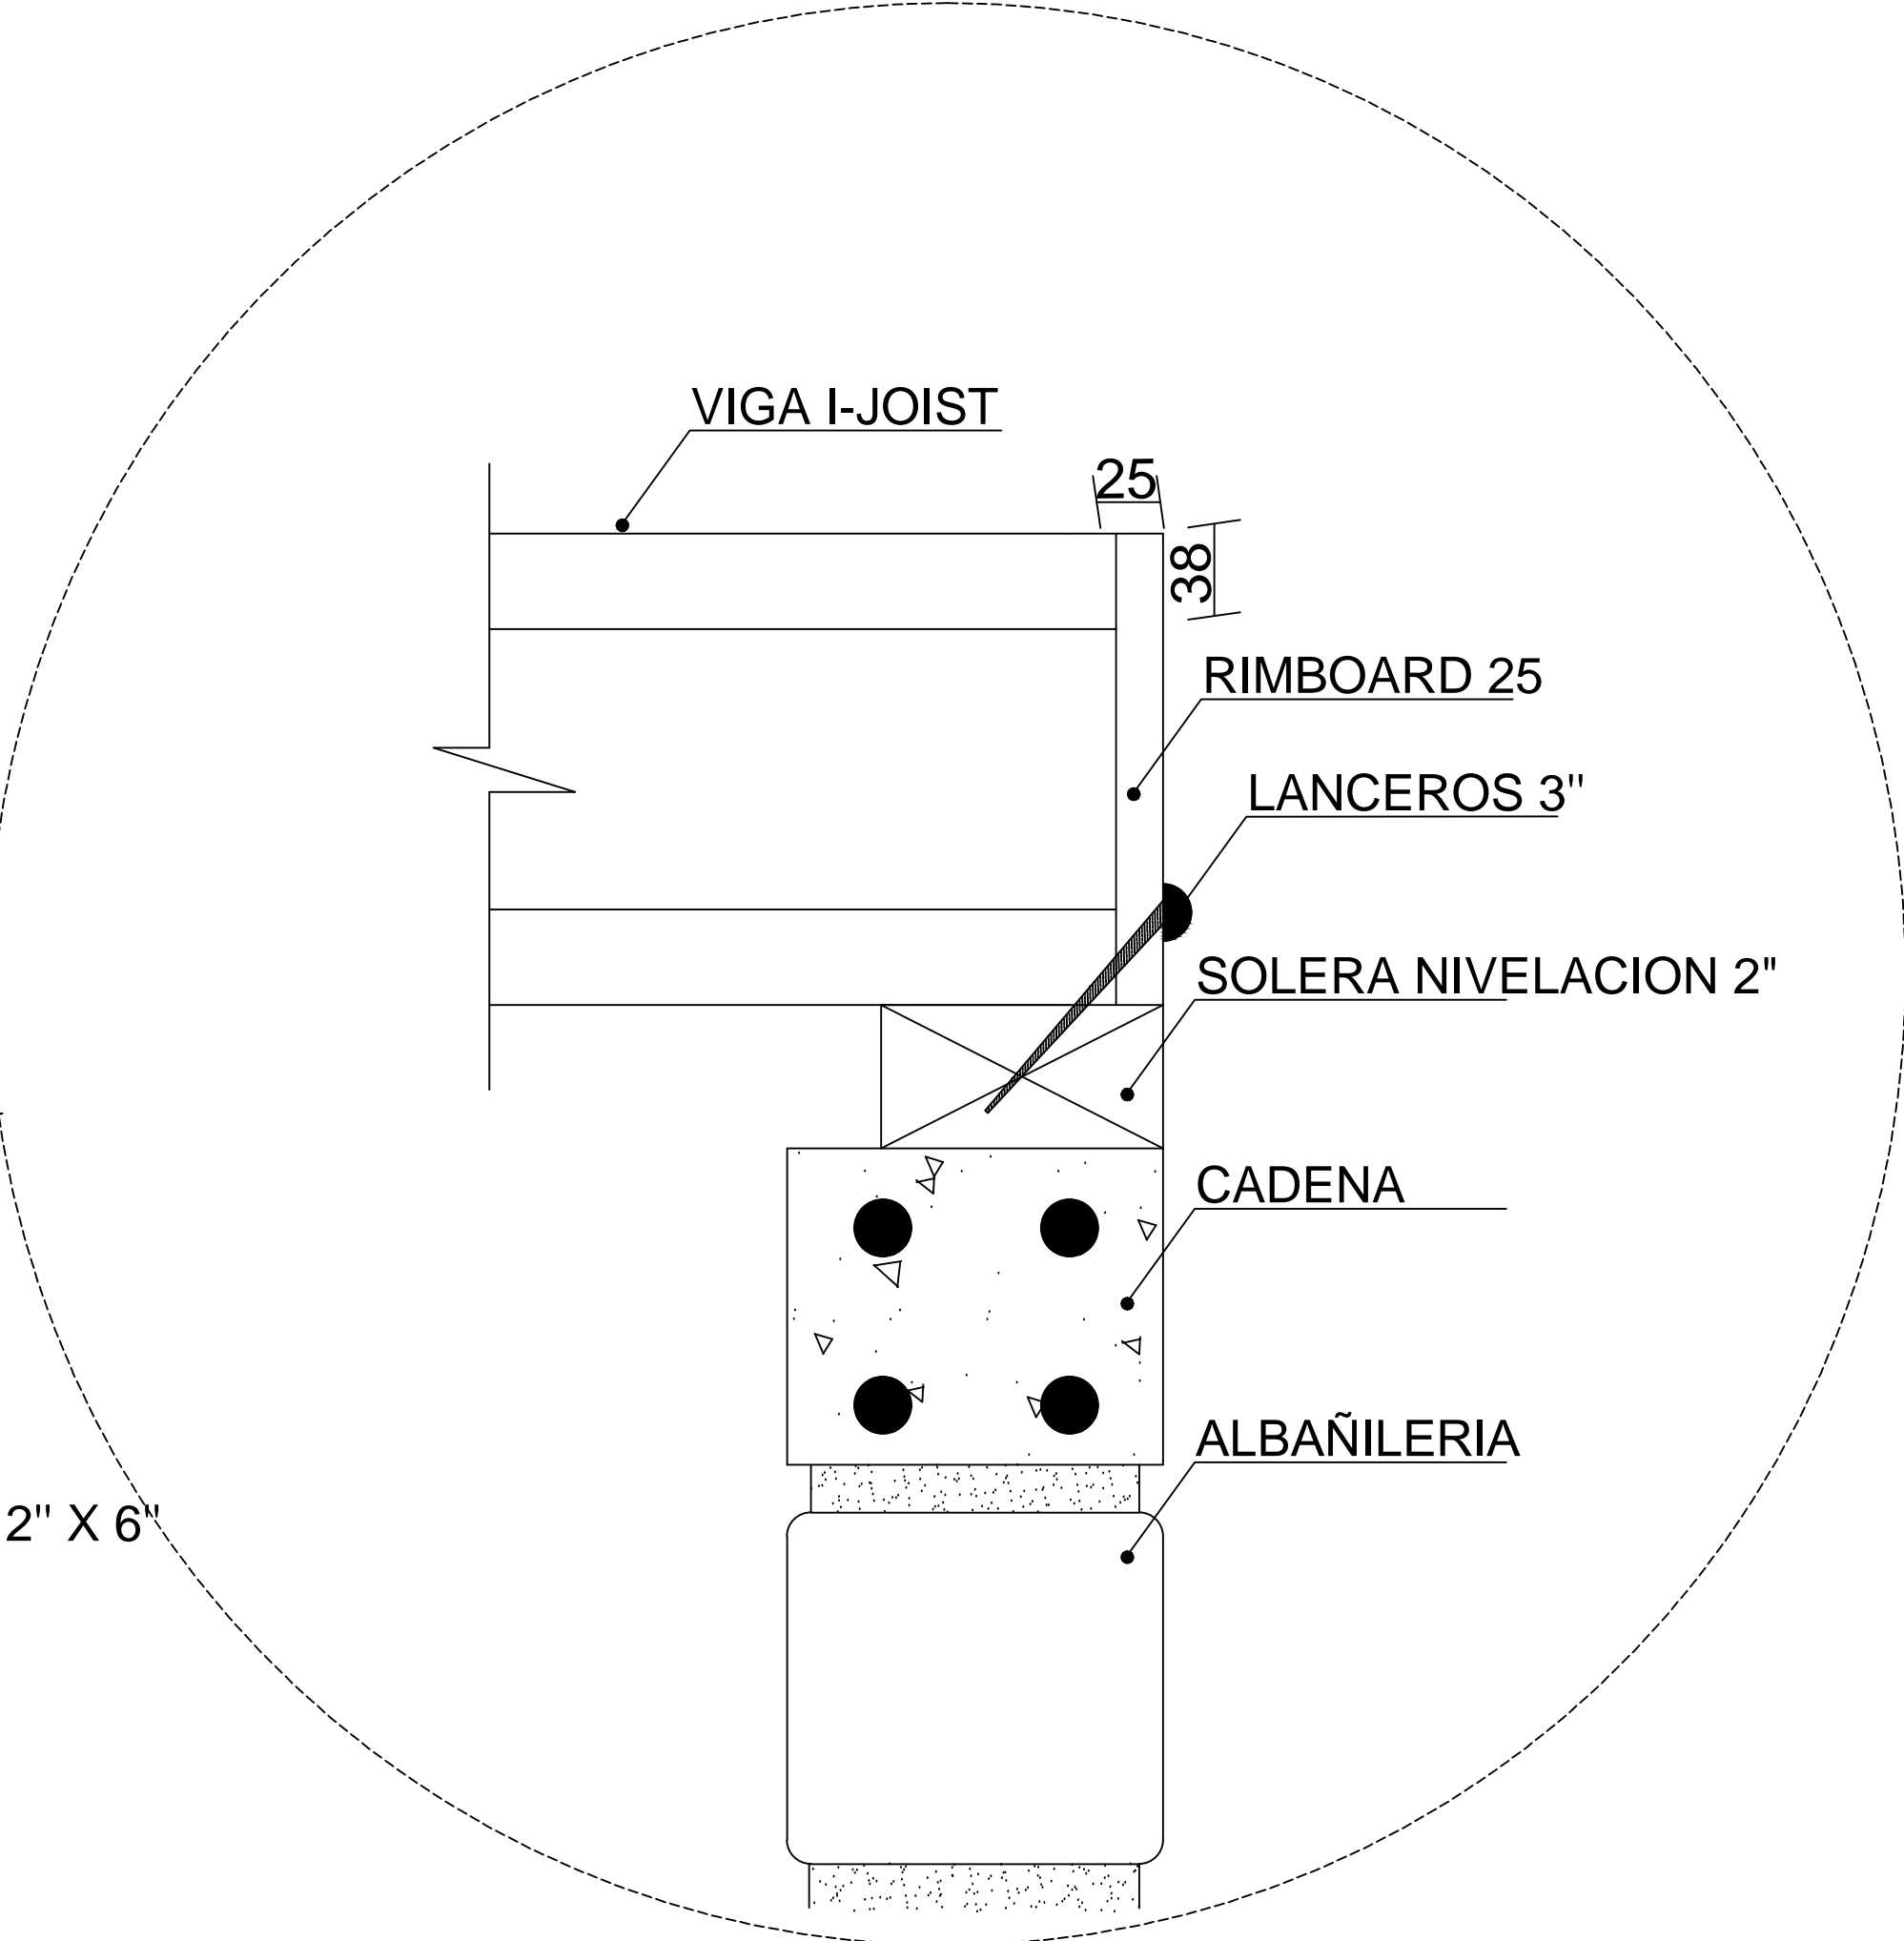 VIGA I-JOIST
25
38
RIMBOARD 25
LANCEROS 3"
SOLERA NIVELACION 2"
CADENA
ALBAÑILERIA
2" X 6"